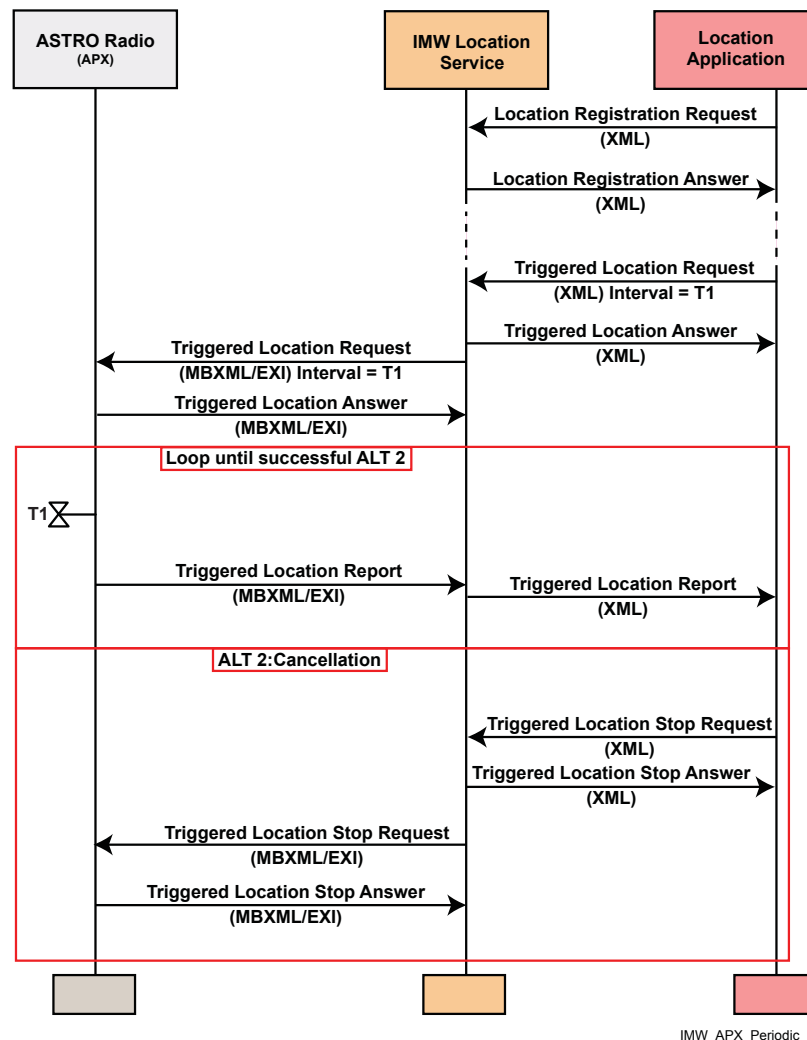 ASTRO Radio
(APX)
IMW Location
Service
Location
Application
Location Registration Request
(XML)
Location Registration Answer
(XML)
Triggered Location Request
(XML) Interval = T1
Triggered Location Answer
(XML)
Triggered Location Request
(MBXML/EXI) Interval = T1
Triggered Location Answer
(MBXML/EXI)
Loop until successful ALT 2
T1
Triggered Location Report
(MBXML/EXI)
Triggered Location Report
(XML)
ALT 2:Cancellation
Triggered Location Stop Request
(XML)
Triggered Location Stop Answer
(XML)
Triggered Location Stop Request
(MBXML/EXI)
Triggered Location Stop Answer
(MBXML/EXI)
IMW_APX_Periodic